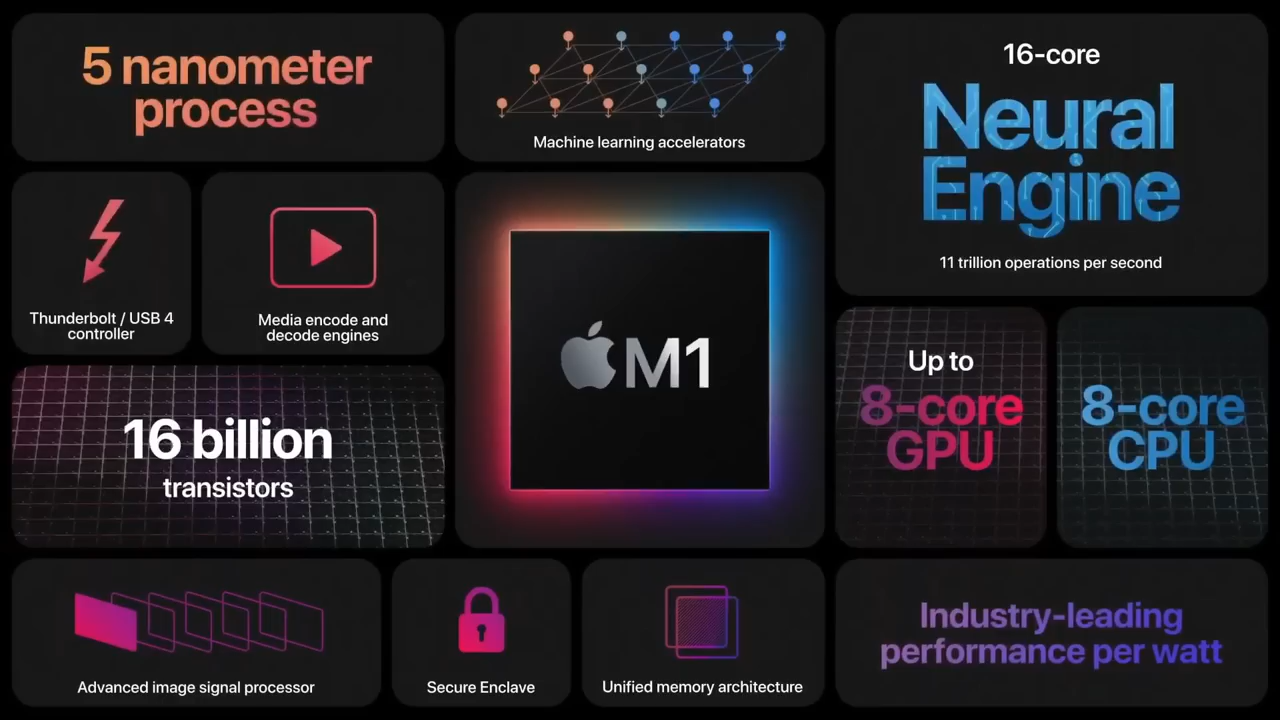 5 nanometer
process
Machine learning accelerators
16-core
Neural
Engine
11 trillion operations per second
Thunderbolt / USB 4
controller
Media encode and
decode engines
M1
Up to
8-core
GPU
8-core
CPU
16 billion
transistors
Advanced image signal processor
Secure Enclave
Unified memory architecture
Industry-leading
performance per watt